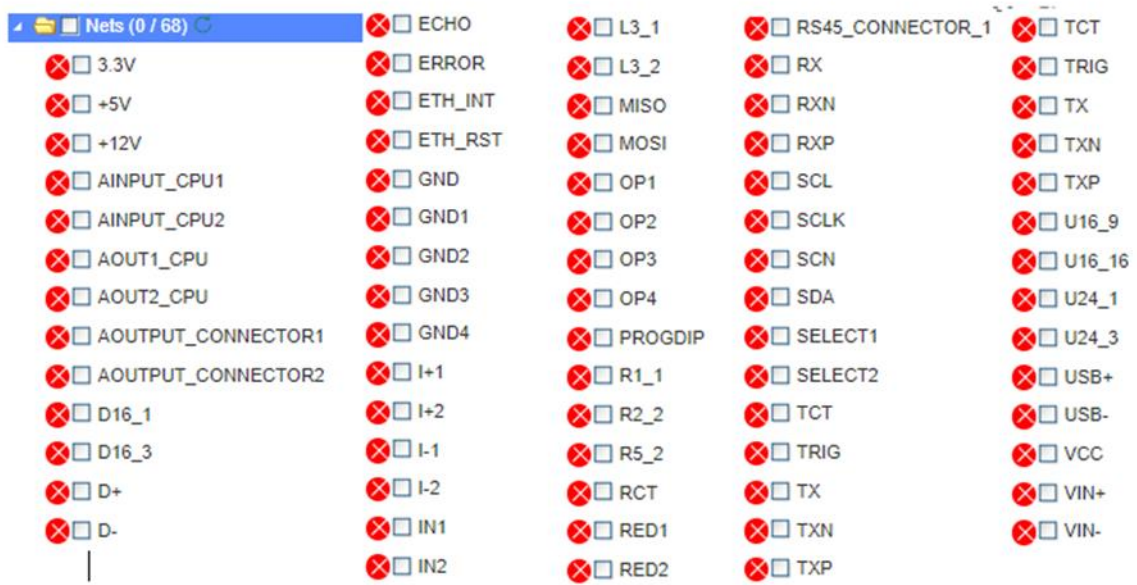 Nets (0 / 68)
3.3V
+5V
+12V
AINPUT_CPU1
AINPUT_CPU2
AOUT1_CPU
AOUT2_CPU
AOUTPUT_CONNECTOR1
AOUTPUT_CONNECTOR2
D16_1
D16_3
D+
D-
ECHO
ERROR
ETH_INT
ETH_RST
GND
GND1
GND2
GND3
GND4
I+1
I+2
I-1
I-2
IN1
IN2
L3_1
L3_2
MISO
MOSI
OP1
OP2
OP3
OP4
PROGDIP
R1_1
R2_2
R5_2
RCT
RED1
RED2
RS45_CONNECTOR_1
RX
RXN
RXP
SCL
SCLK
SCN
SDA
SELECT1
SELECT2
TCT
TRIG
TX
TXN
TXP
TCT
TRIG
TX
TXN
TXP
U16_9
U16_16
U24_1
U24_3
USB+
USB-
VCC
VIN+
VIN-